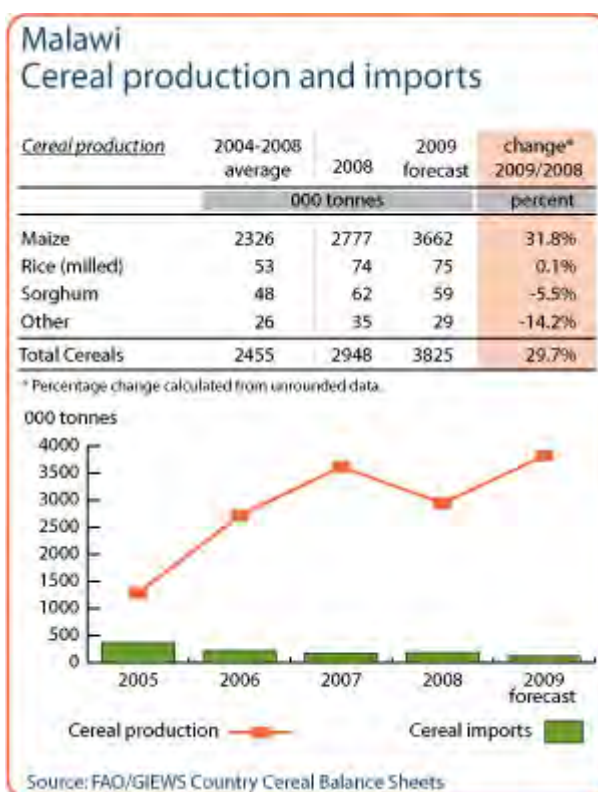 Malawi
Cereal production and imports
Cereal production 2004-2008 average 2008 2009 forecast change* 2009/2008
000 tonnes percent
Maize 2326 2777 3662 31.8%
Rice (milled) 53 74 75 0.1%
Sorghum 48 62 59 -5.5%
Other 26 35 29 -14.2%
Total Cereals 2455 2948 3825 29.7%
* Percentage change calculated from unrounded data.
000 tonnes
4000
3500
3000
2500
2000
1500
1000
500
0
2005 2006 2007 2008 2009 forecast
Cereal production Cereal imports
Source: FAO/GIEWS Country Cereal Balance Sheets